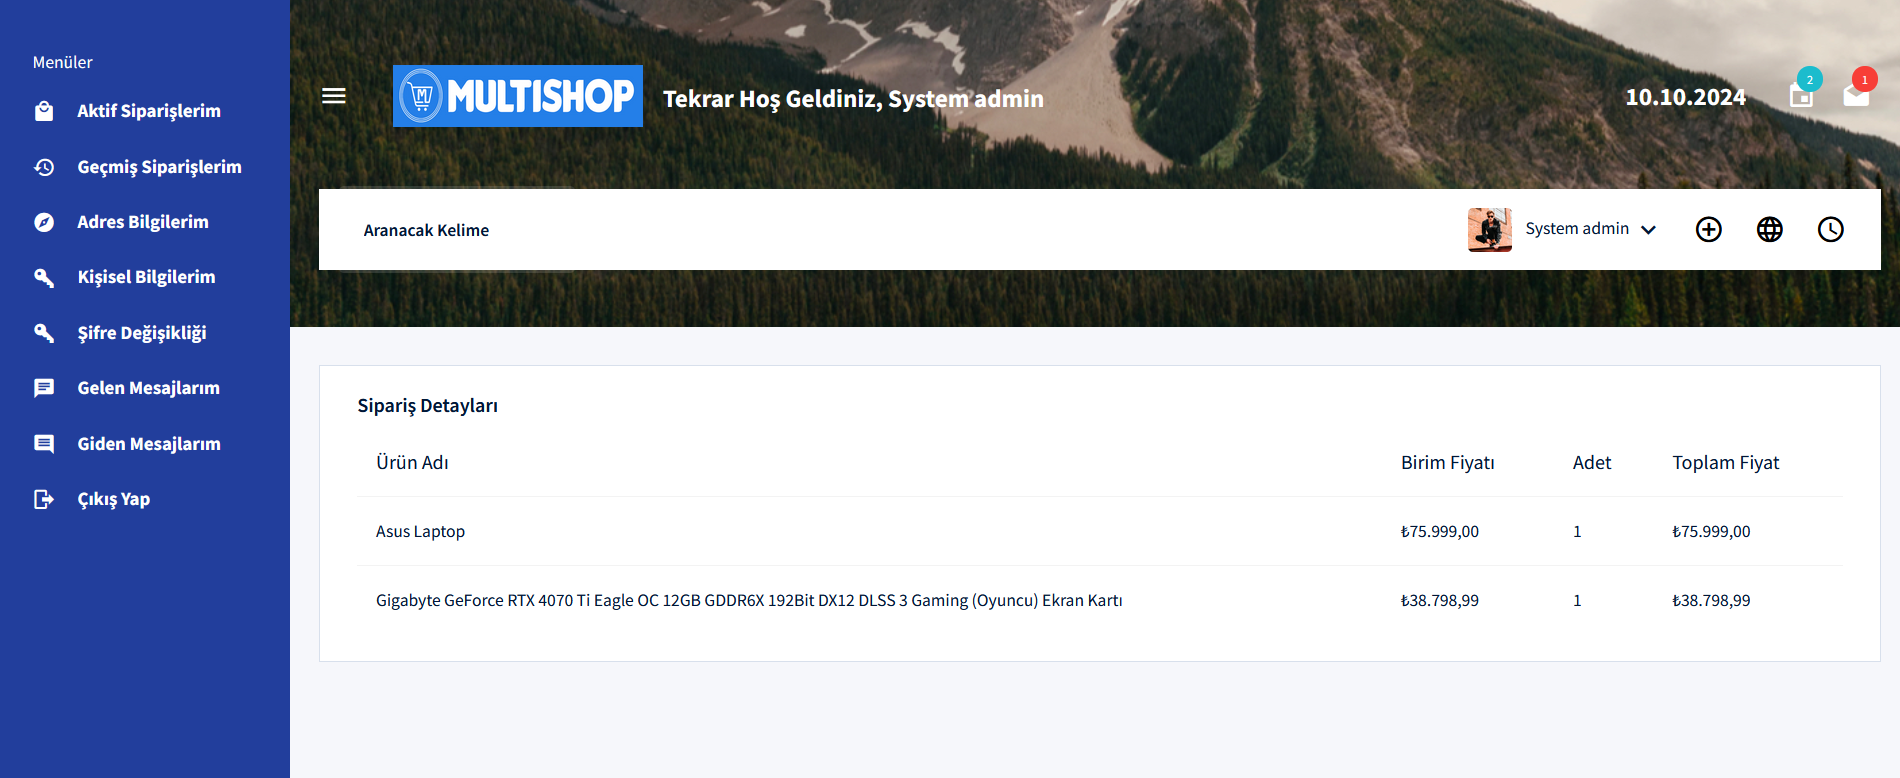 Menüler
Aktif Siparişlerim
Geçmiş Siparişlerim
Adres Bilgilerim
Kişisel Bilgilerim
Şifre Değişikliği
Gelen Mesajlarım
Giden Mesajlarım
Çıkış Yap
M MULTISHOP Tekrar Hoş Geldiniz, System admin 10.10.2024 2 1
Aranacak Kelime System admin
Sipariş Detayları
Ürün Adı Birim Fiyatı Adet Toplam Fiyat
Asus Laptop ₺75.999,00 1 ₺75.999,00
Gigabyte GeForce RTX 4070 Ti Eagle OC 12GB GDDR6X 192Bit DX12 DLSS 3 Gaming (Oyuncu) Ekran Kartı ₺38.798,99 1 ₺38.798,99